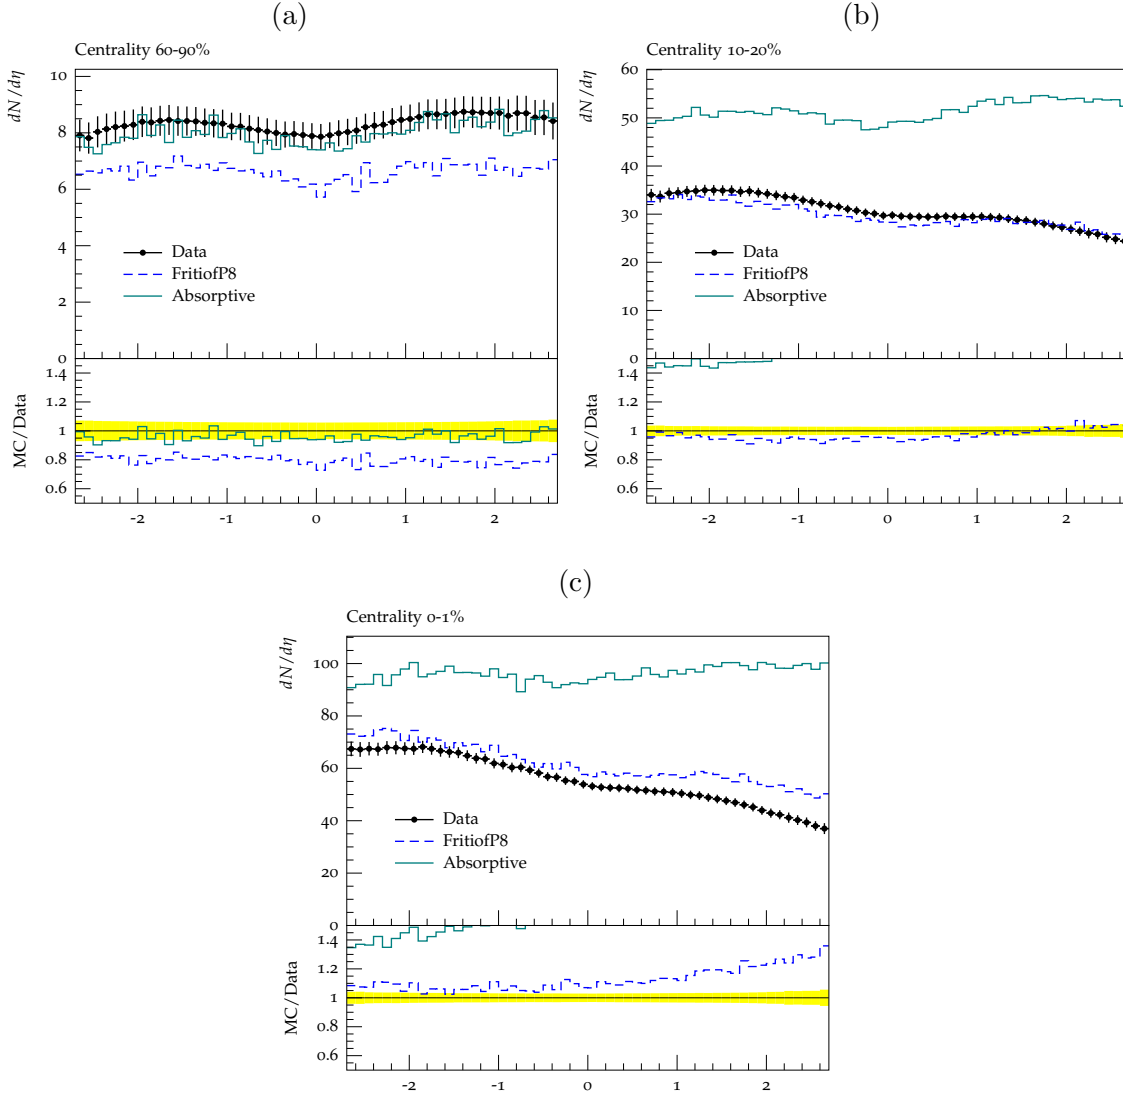 (a)
Centrality 60-90%
dN/dη
10
8
6
4
2
0
Data
FritiofP8
Absorptive
MC/Data
1.4
1.2
1
0.8
0.6
-2 -1 0 1 2
(b)
Centrality 10-20%
dN/dη
60
50
40
30
20
10
0
Data
FritiofP8
Absorptive
MC/Data
1.4
1.2
1
0.8
0.6
-2 -1 0 1 2
(c)
Centrality 0-1%
dN/dη
100
80
60
40
20
0
Data
FritiofP8
Absorptive
MC/Data
1.4
1.2
1
0.8
0.6
-2 -1 0 1 2